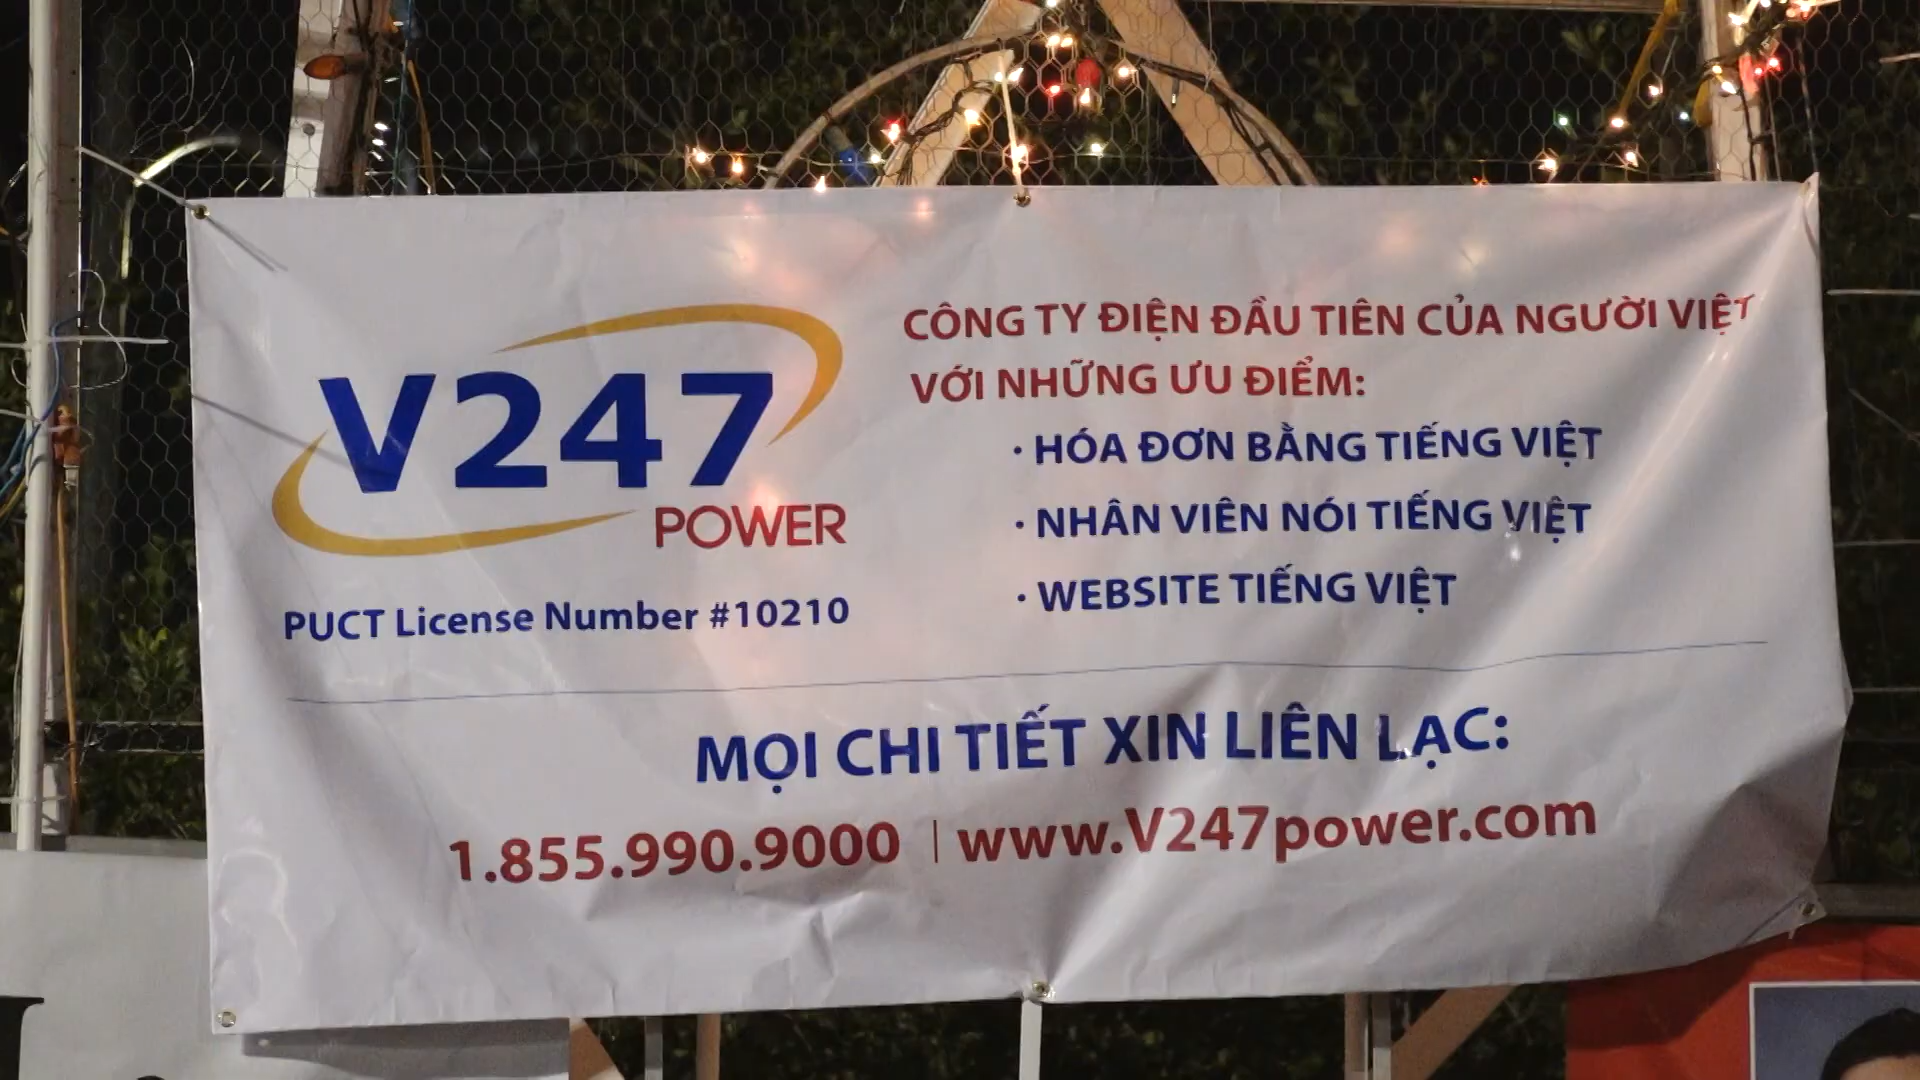 V247
POWER
PUCT License Number #10210
CÔNG TY ĐIỆN ĐẦU TIÊN CỦA NGƯỜI VIỆT
VỚI NHỮNG ƯU ĐIỂM:
· HÓA ĐƠN BẰNG TIẾNG VIỆT
· NHÂN VIÊN NÓI TIẾNG VIỆT
· WEBSITE TIẾNG VIỆT
MỌI CHI TIẾT XIN LIÊN LẠC:
1.855.990.9000 | www.V247power.com